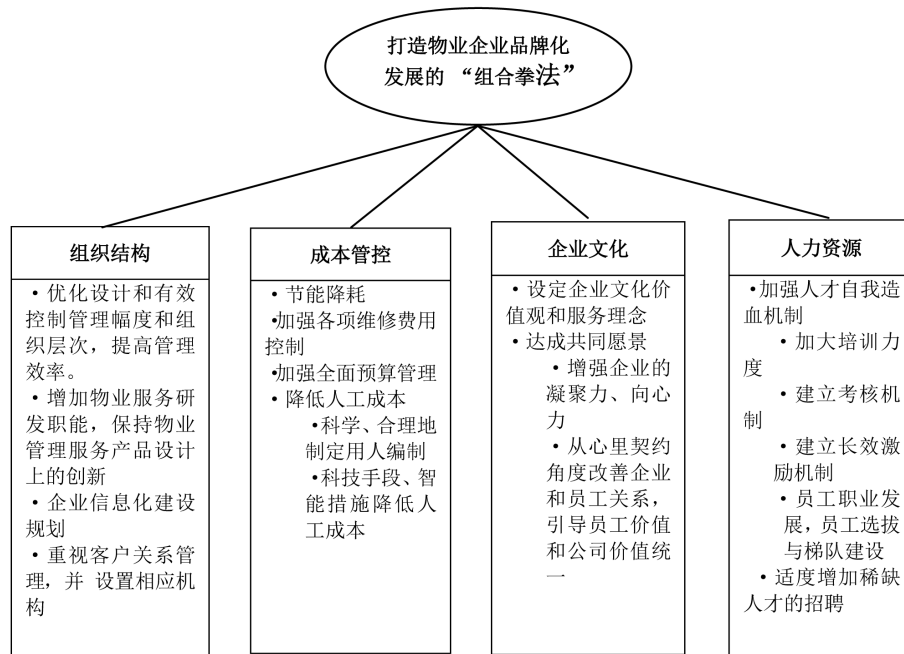 打造物业企业品牌化
发展的 “组合拳法”
组织结构
• 优化设计和有效
控制管理幅度和组
织层次，提高管理
效率。
• 增加物业服务研
发职能，保持物业
管理服务产品设计
上的创新
• 企业信息化建设
规划
• 重视客户关系管
理，并 设置相应机
构
成本管控
• 节能降耗
•加强各项维修费用
控制
•加强全面预算管理
• 降低人工成本
•科学、合理地
制定用人编制
•科技手段、智
能措施降低人
工成本
企业文化
• 设定企业文化价
值观和服务理念
• 达成共同愿景
• 增强企业的
凝聚力、向心
力
• 从心里契约
角度改善企业
和员工关系，
引导员工价值
和公司价值统
一
人力资源
•加强人才自我造
血机制
• 加大培训力
度
• 建立考核机
制
• 建立长效激
励机制
• 员工职业发
展，员工选拔
与梯队建设
• 适度增加稀缺
人才的招聘